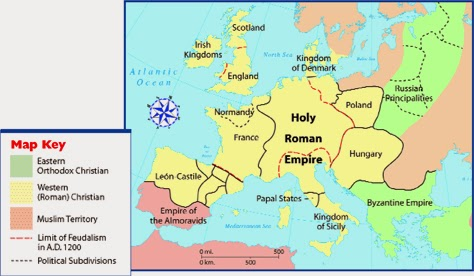 Scotland
Irish
Kingdoms
North Sea
Kingdom
of Denmark
Atlantic
Ocean
England
Russian
Principalities
Normandy
Poland
Holy
Roman
Empire
France
Hungary
León-Castile
Papal States
Byzantine Empire
Empire of
the Almoravids
Kingdom
of Sicily
Mediterranean Sea
0 mi.
500
0 km.
500
Map Key
Eastern
Orthodox Christian
Western
(Roman) Christian
Muslim Territory
Limit of Feudalism
in A.D. 1200
Political Subdivisions